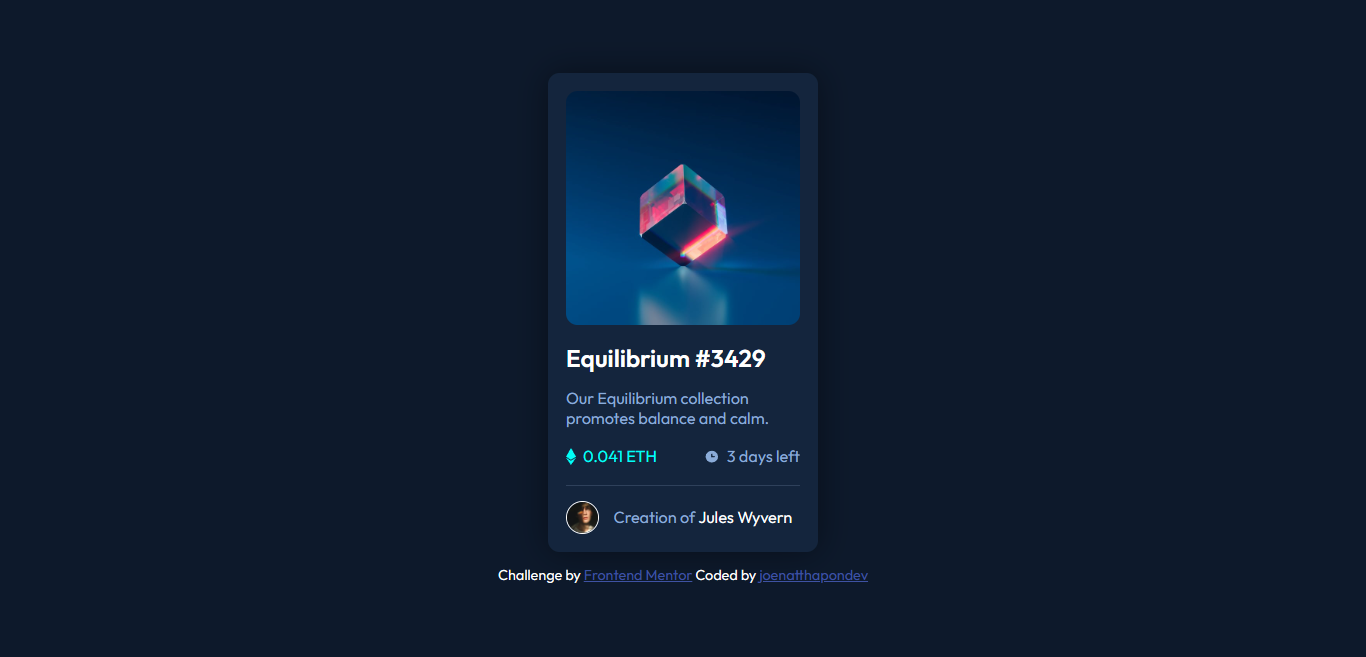 Equilibrium #3429
Our Equilibrium collection
promotes balance and calm.
0.041 ETH 3 days left
Creation of Jules Wyvern
Challenge by Frontend Mentor Coded by joenatthapondev